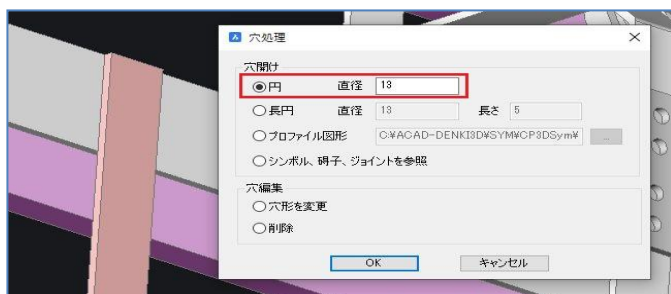 穴処理
穴開け
円 直径 13
長円 直径 13 長さ 5
プロファイル図形 C:¥ACAD-DENKI3D¥SYM¥CP3DSym¥ ...
シンボル、碍子、ジョイントを参照
穴編集
穴形を変更
削除
OK キャンセル